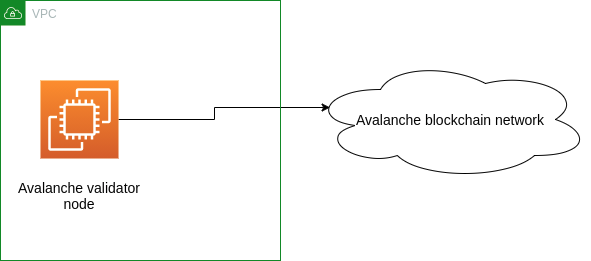 VPC
Avalanche blockchain network
Avalanche validator
node